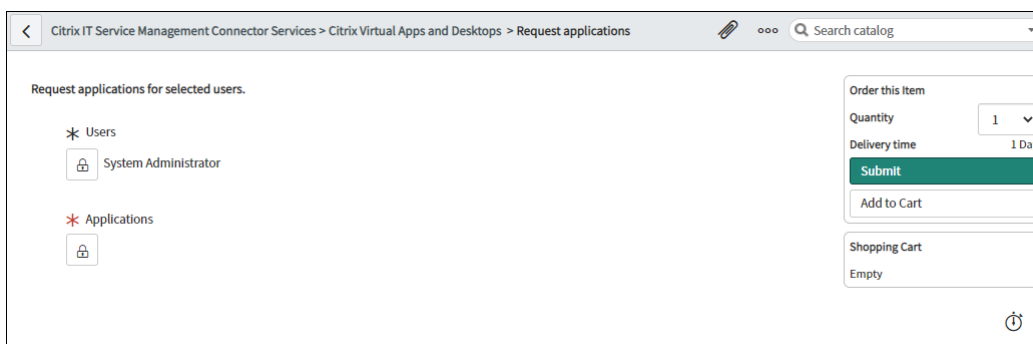 Citrix IT Service Management Connector Services > Citrix Virtual Apps and Desktops > Request applications
Search catalog
Request applications for selected users.
Users
System Administrator
Applications
Order this Item
Quantity 1
Delivery time 1 Da
Submit
Add to Cart
Shopping Cart
Empty